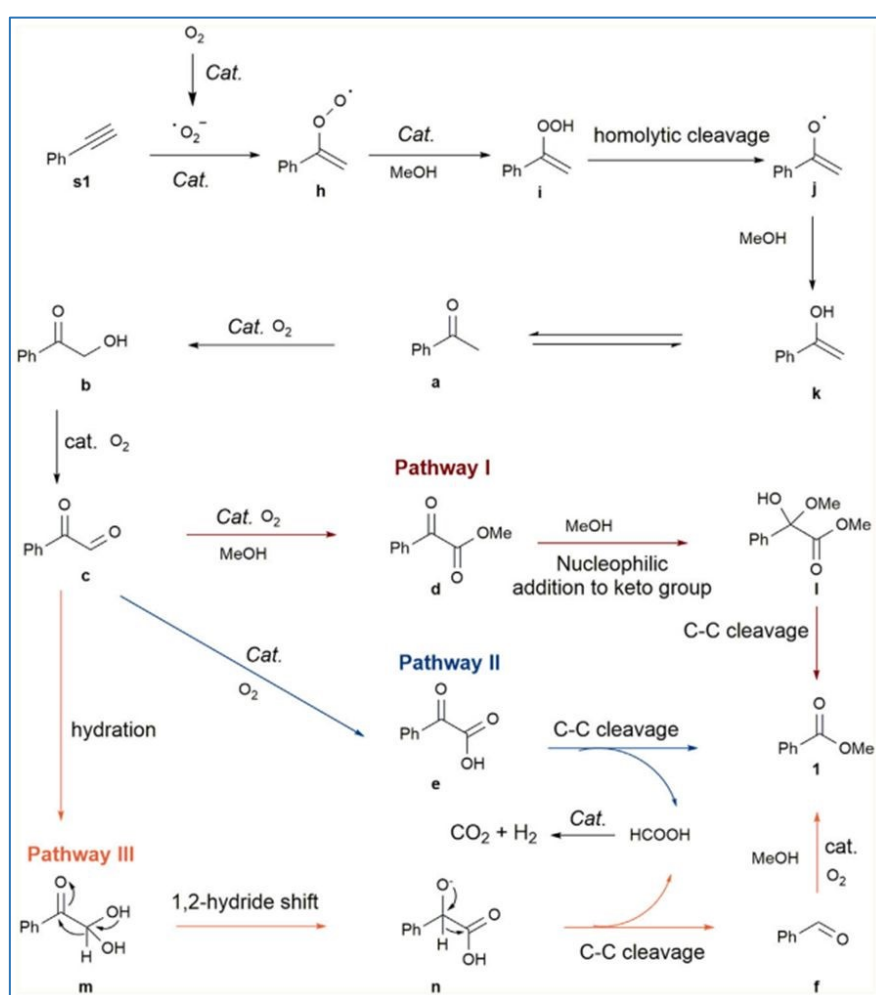 O₂
Cat.
O
O•
OOH
O•
•O₂⁻
Cat.
homolytic cleavage
Ph
Cat.
Ph
MeOH
Ph
Ph
s1
h
i
j
MeOH
O
OH
O
OH
Cat. O₂
Ph
Ph
Ph
b
a
k
cat. O₂
Pathway I
O
O
HO
OMe
O
Cat. O₂
OMe
MeOH
OMe
Ph
MeOH
Ph
Nucleophilic
Ph
O
O
c
d
addition to keto group
l
C-C cleavage
Cat.
Pathway II
O₂
O
O
O
hydration
Ph
C-C cleavage
Ph
OMe
OH
e
1
Cat.
CO₂ + H₂
HCOOH
Pathway III
MeOH
cat.
O₂
O
OH
1,2-hydride shift
O⁻
O
Ph
OH
Ph
Ph
O
H
H
OH
C-C cleavage
m
n
f